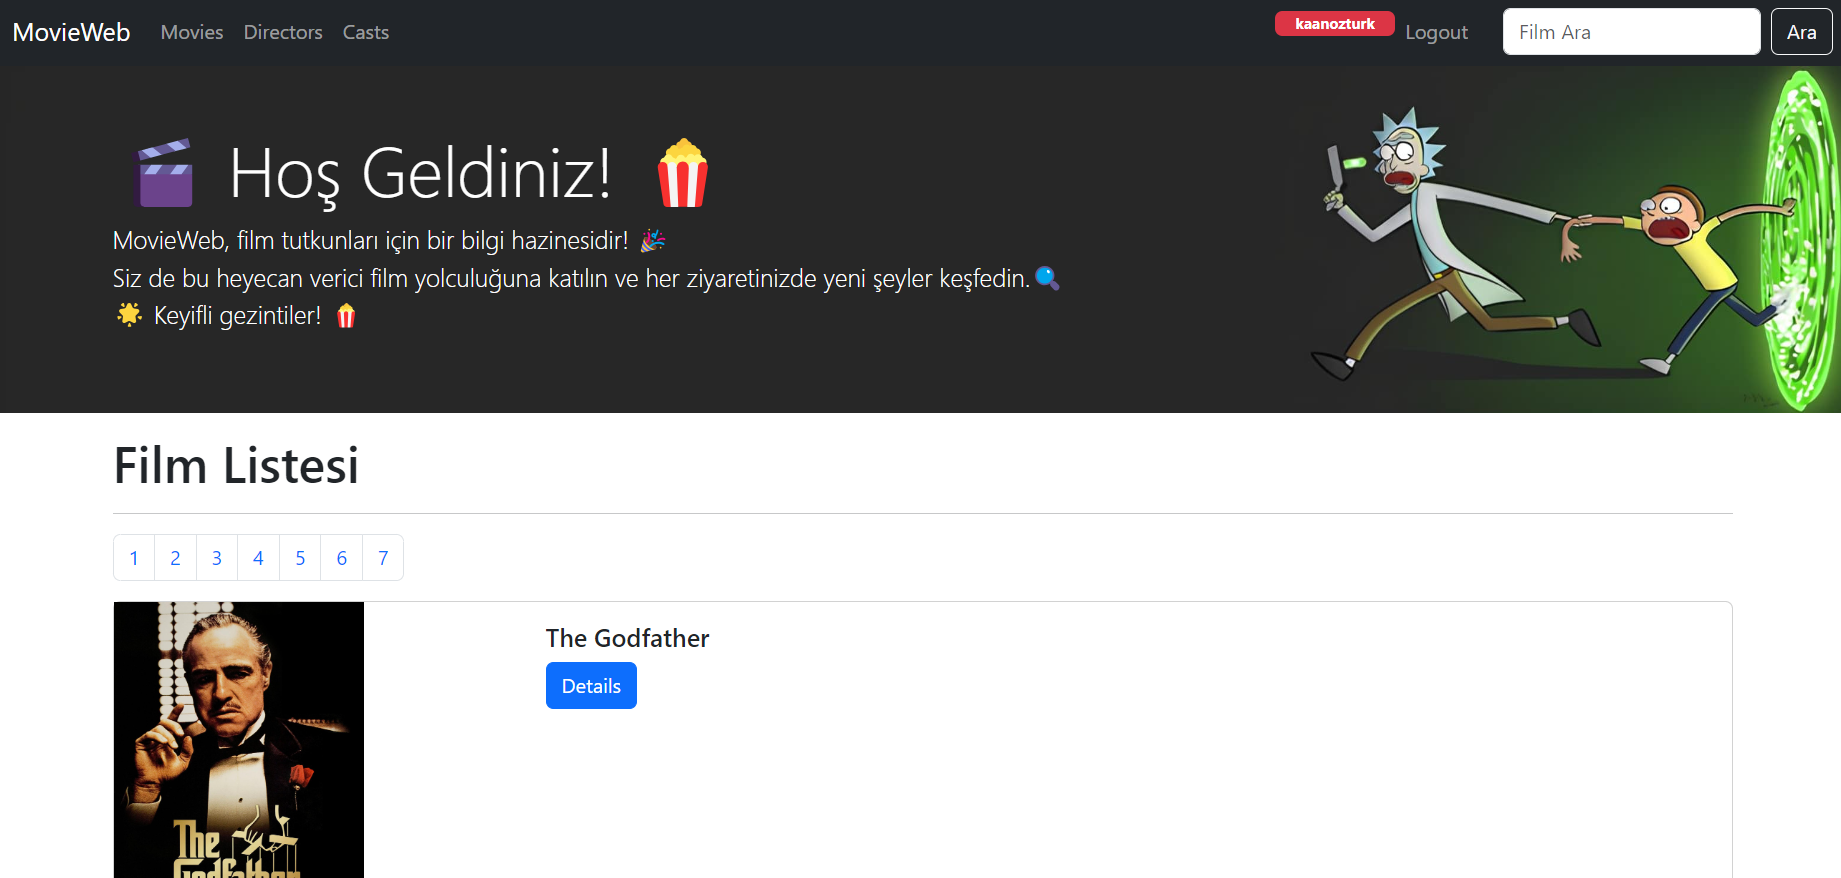 MovieWeb Movies Directors Casts kaanozturk Logout Film Ara Ara
Hoş Geldiniz!
MovieWeb, film tutkunları için bir bilgi hazinesidir!
Siz de bu heyecan verici film yolculuğuna katılın ve her ziyaretinizde yeni şeyler keşfedin.
Keyifli gezintiler!
Film Listesi
1 2 3 4 5 6 7
The Godfather
Details
The
Godfather